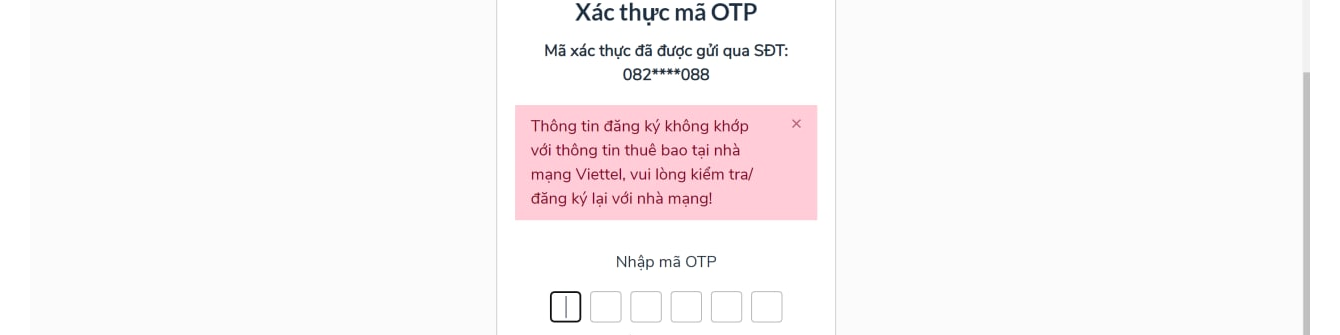 Xác thực mã OTP
Mã xác thực đã được gửi qua SĐT:
082****088
Thông tin đăng ký không khớp
với thông tin thuê bao tại nhà
mạng Viettel, vui lòng kiểm tra/
đăng ký lại với nhà mạng!
Nhập mã OTP